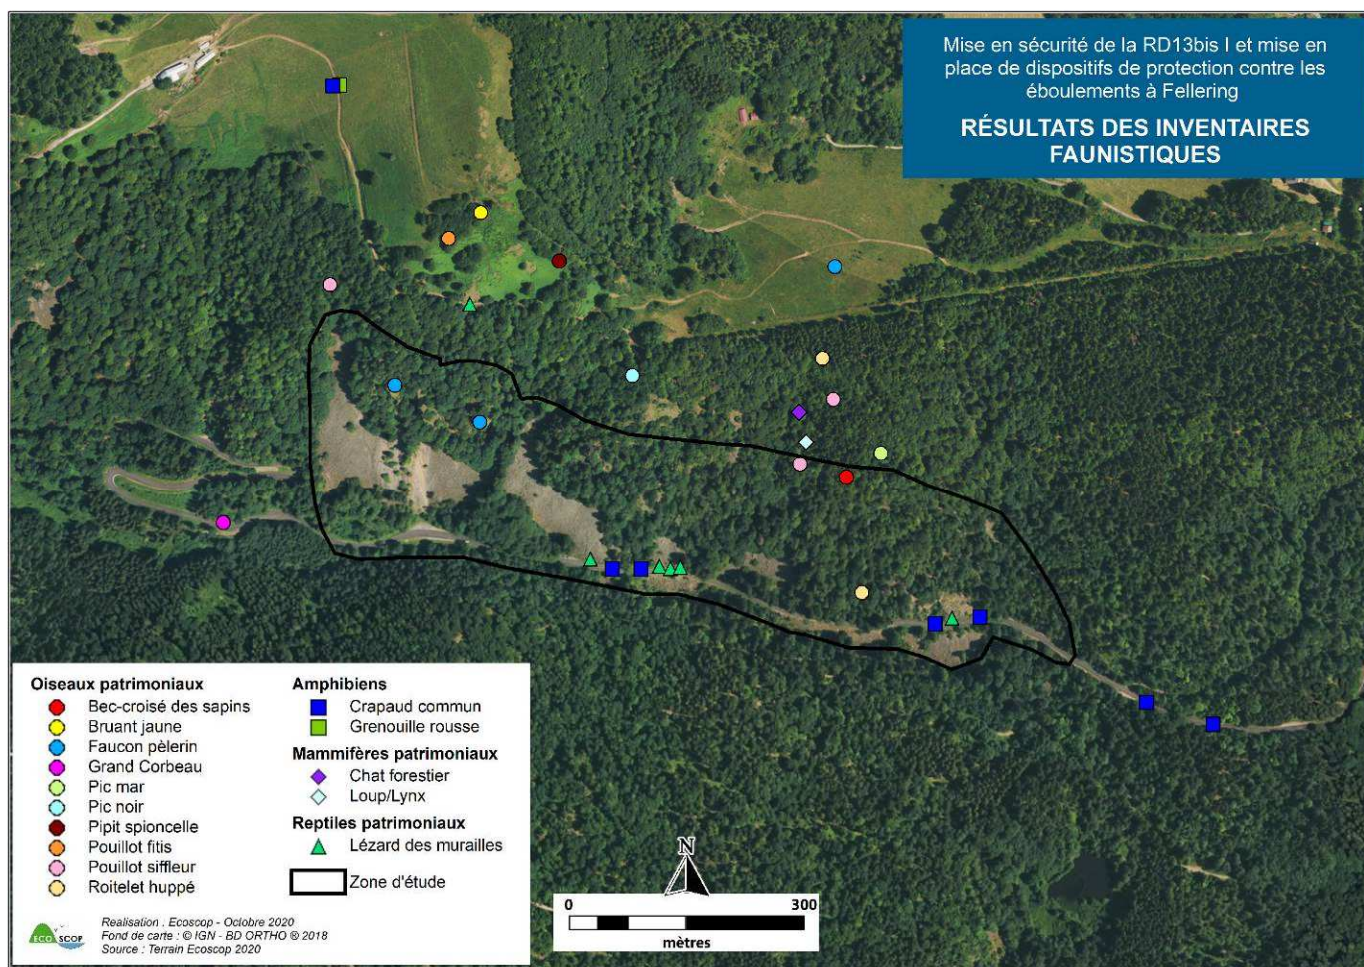 Mise en sécurité de la RD13bis I et mise en
place de dispositifs de protection contre les
éboulements à Fellering
RÉSULTATS DES INVENTAIRES
FAUNISTIQUES
Oiseaux patrimoniaux
Bec-croisé des sapins
Bruant jaune
Faucon pèlerin
Grand Corbeau
Pic mar
Pic noir
Pipit spioncelle
Pouillot fitis
Pouillot siffleur
Roitelet huppé
Amphibiens
Crapaud commun
Grenouille rousse
Mammifères patrimoniaux
Chat forestier
Loup/Lynx
Reptiles patrimoniaux
Lézard des murailles
Zone d'étude
ECO SCOP
Realisation : Ecoscop - Octobre 2020
Fond de carte : © IGN - BD ORTHO ® 2018
Source : Terrain Ecoscop 2020
N
0 300
mètres